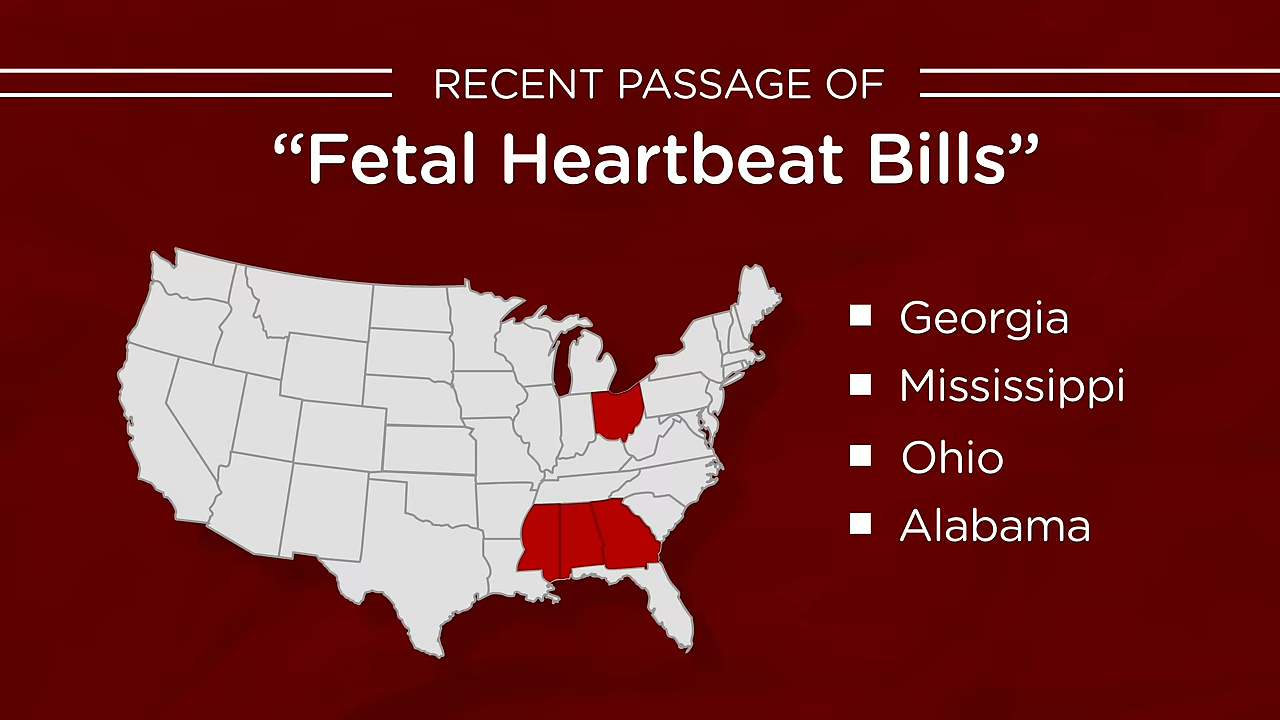 RECENT PASSAGE OF
“Fetal Heartbeat Bills”
Georgia
Mississippi
Ohio
Alabama